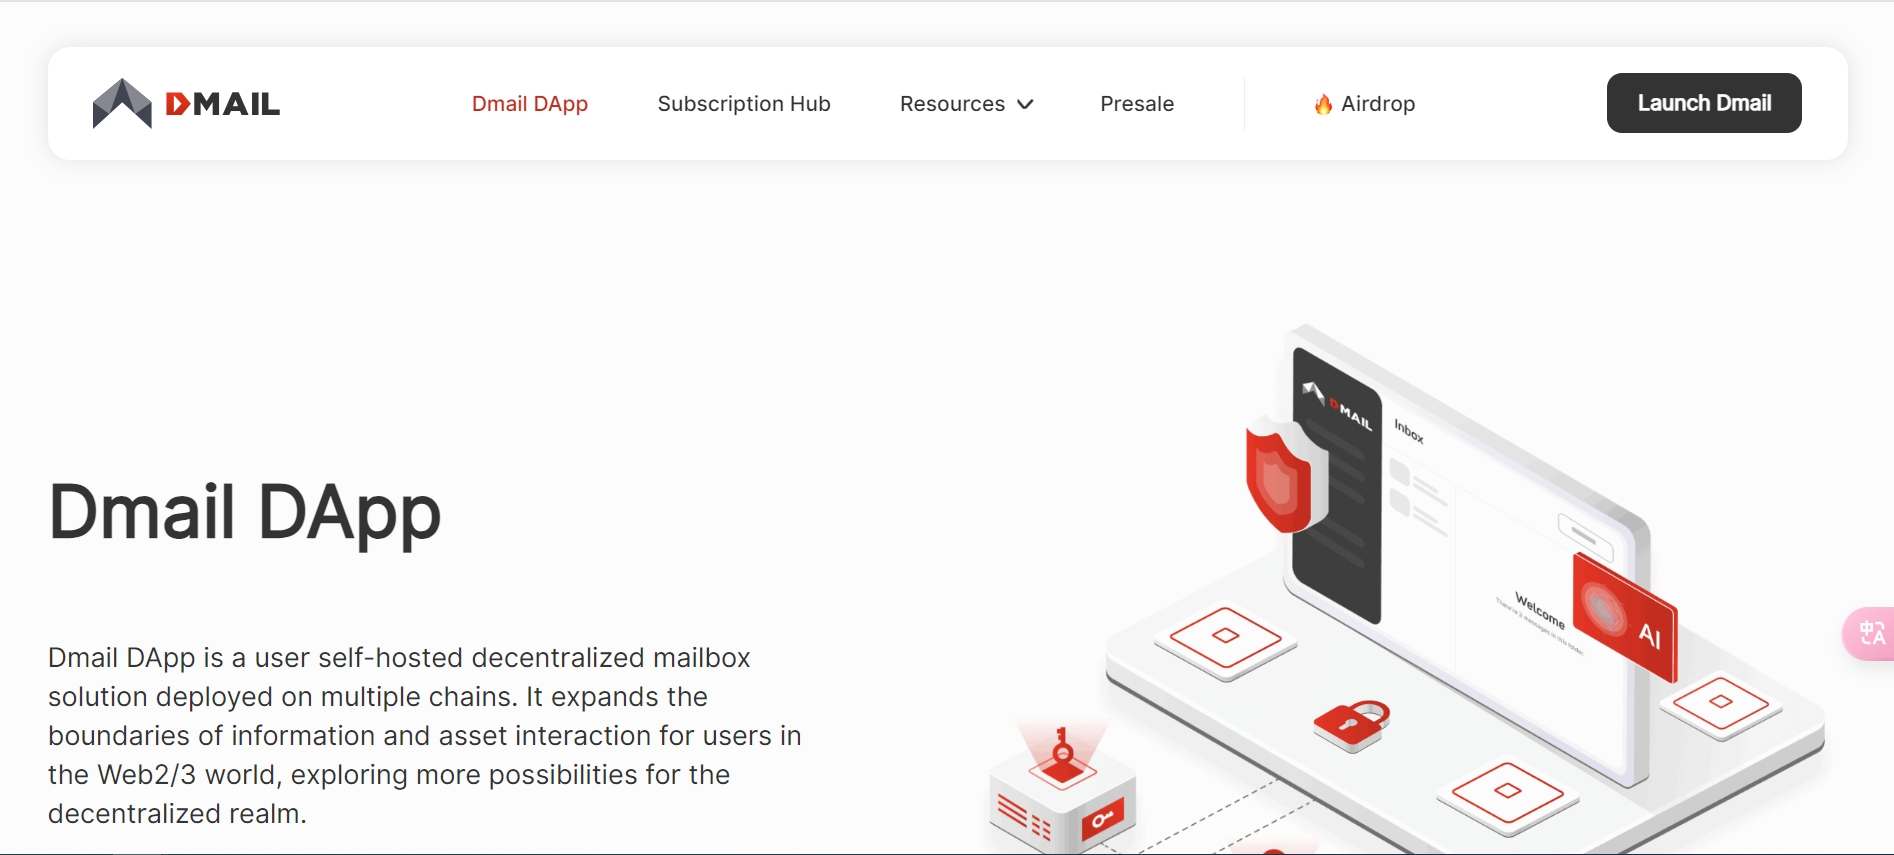 DMAIL
Dmail DApp
Subscription Hub
Resources
Presale
🔥 Airdrop
Launch Dmail
Dmail DApp
Dmail DApp is a user self-hosted decentralized mailbox
solution deployed on multiple chains. It expands the
boundaries of information and asset interaction for users in
the Web2/3 world, exploring more possibilities for the
decentralized realm.
DMAIL
Inbox
Welcome
AI
中A